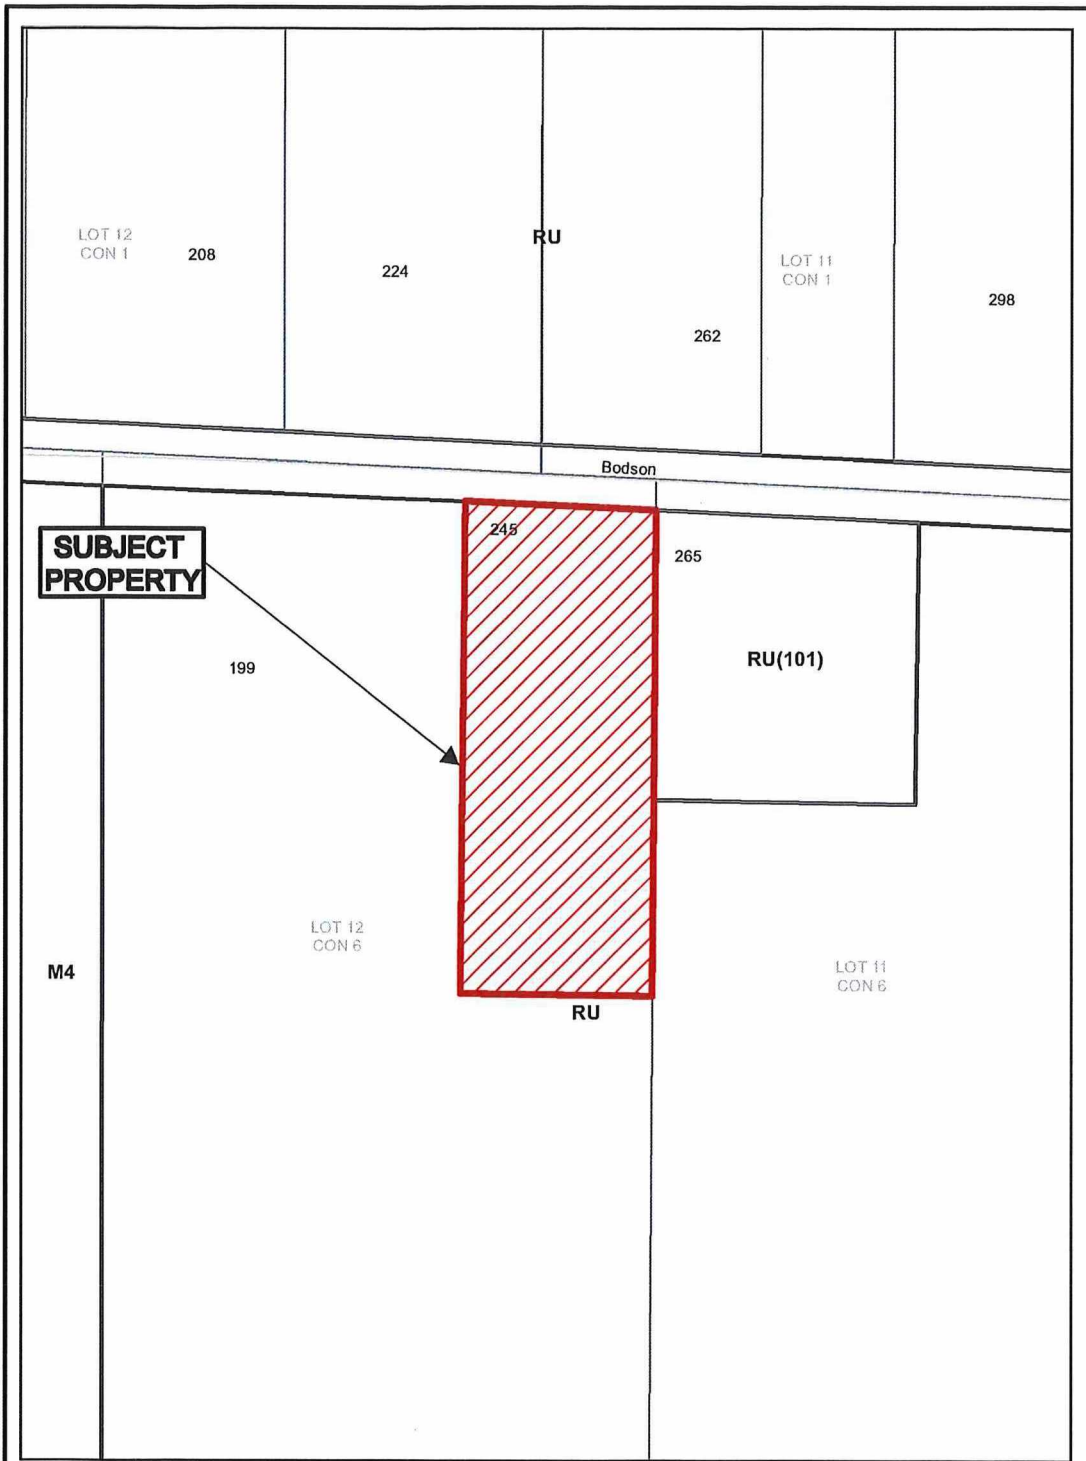 LOT 12
CON 1
208
224
RU
262
LOT 11
CON 1
298
Bodson
245
265
SUBJECT
PROPERTY
199
RU(101)
LOT 12
CON 6
M4
LOT 11
CON 6
RU